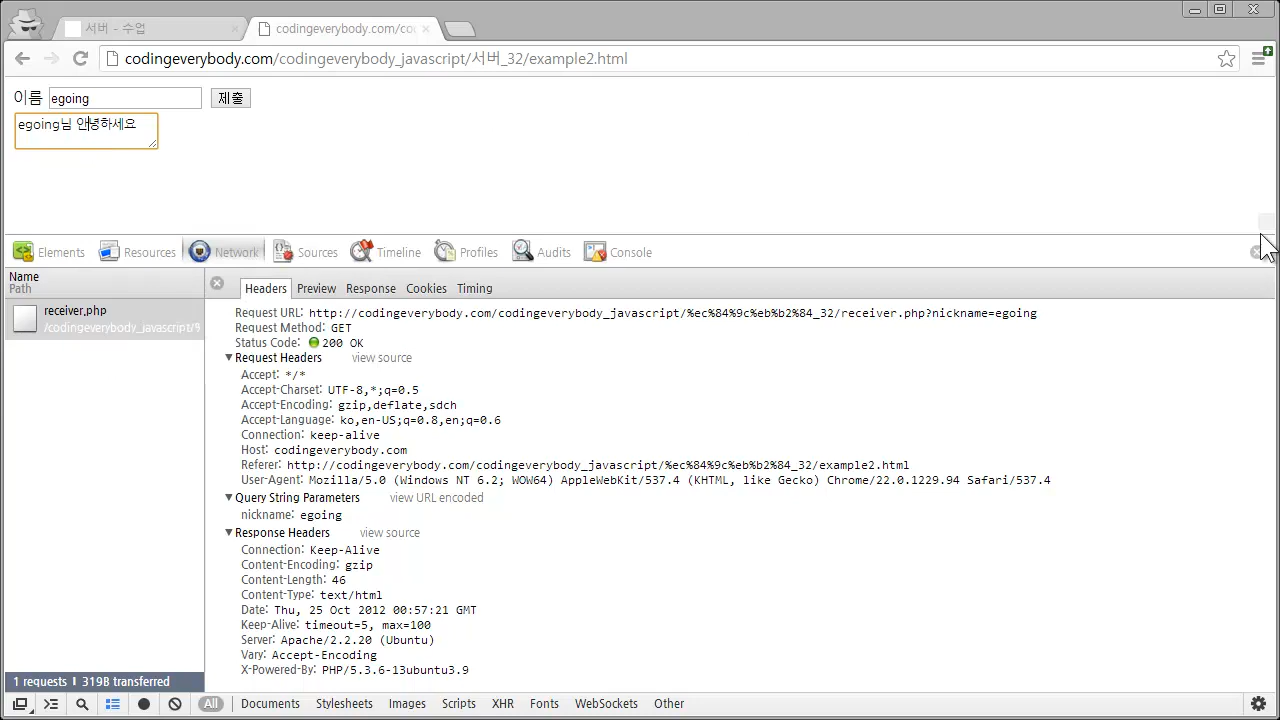 서버 - 수업
codingeverybody.com/co
codingeverybody.com/codingeverybody_javascript/서버_32/example2.html
이름 egoing 제출
egoing님 안녕하세요
Elements Resources Network Sources Timeline Profiles Audits Console
Name
Path
Headers Preview Response Cookies Timing
receiver.php
/codingeverybody_javascript/9
Request URL: http://codingeverybody.com/codingeverybody_javascript/%ec%84%9c%eb%b2%84_32/receiver.php?nickname=egoing
Request Method: GET
Status Code: 200 OK
Request Headers view source
Accept: */*
Accept-Charset: UTF-8,*;q=0.5
Accept-Encoding: gzip,deflate,sdch
Accept-Language: ko,en-US;q=0.8,en;q=0.6
Connection: keep-alive
Host: codingeverybody.com
Referer: http://codingeverybody.com/codingeverybody_javascript/%ec%84%9c%eb%b2%84_32/example2.html
User-Agent: Mozilla/5.0 (Windows NT 6.2; WOW64) AppleWebKit/537.4 (KHTML, like Gecko) Chrome/22.0.1229.94 Safari/537.4
Query String Parameters view URL encoded
nickname: egoing
Response Headers view source
Connection: Keep-Alive
Content-Encoding: gzip
Content-Length: 46
Content-Type: text/html
Date: Thu, 25 Oct 2012 00:57:21 GMT
Keep-Alive: timeout=5, max=100
Server: Apache/2.2.20 (Ubuntu)
Vary: Accept-Encoding
X-Powered-By: PHP/5.3.6-13ubuntu3.9
1 requests | 319B transferred
All Documents Stylesheets Images Scripts XHR Fonts WebSockets Other